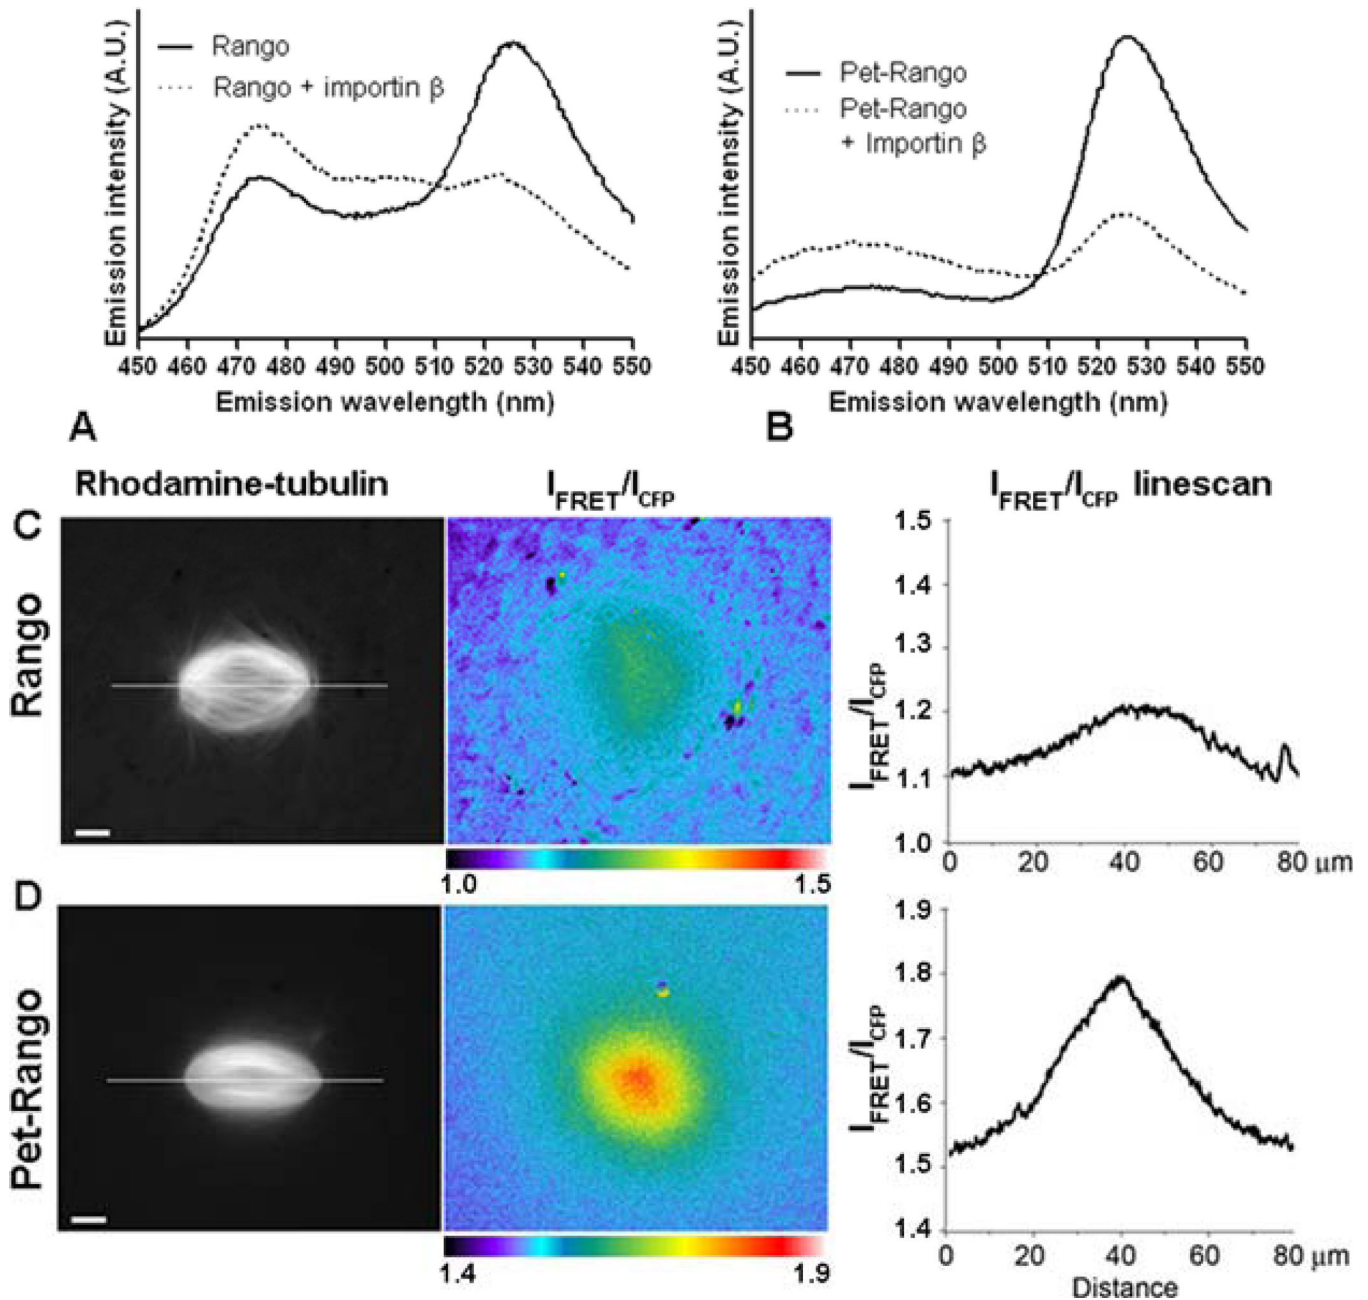 Emission intensity (A.U.)
Rango
Rango + importin β
450 460 470 480 490 500 510 520 530 540 550
Emission wavelength (nm)
A
Emission intensity (A.U.)
Pet-Rango
Pet-Rango
+ Importin β
450 460 470 480 490 500 510 520 530 540 550
Emission wavelength (nm)
B
Rhodamine-tubulin
IFRET/ICFP
IFRET/ICFP linescan
C
Rango
1.0 1.5
IFRET/ICFP
1.5
1.4
1.3
1.2
1.1
1.0
0 20 40 60 80 μm
D
Pet-Rango
1.4 1.9
IFRET/ICFP
1.9
1.8
1.7
1.6
1.5
1.4
0 20 40 60 80 μm
Distance